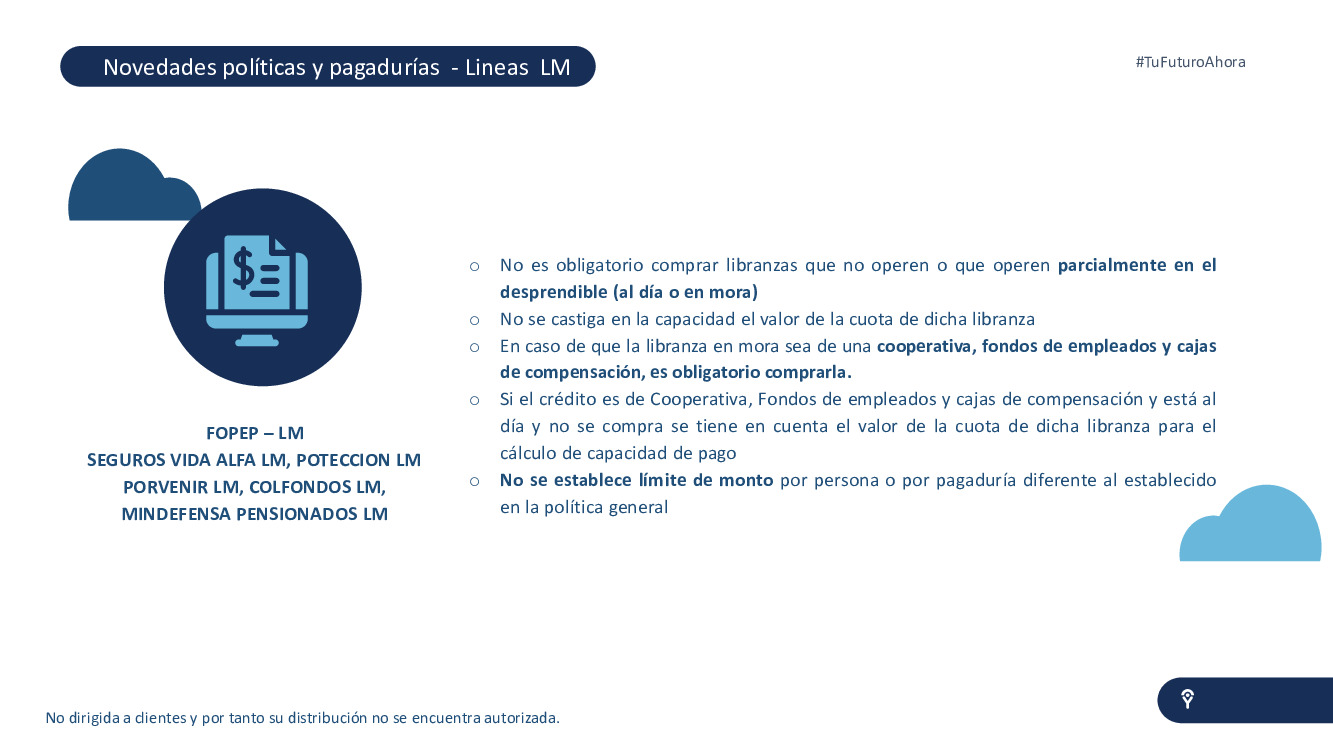 Novedades políticas y pagadurías - Lineas LM
#TuFuturoAhora
$
FOPEP – LM
SEGUROS VIDA ALFA LM, POTECCION LM
PORVENIR LM, COLFONDOS LM,
MINDEFENSA PENSIONADOS LM
o No es obligatorio comprar libranzas que no operen o que operen parcialmente en el
desprendible (al día o en mora)
o No se castiga en la capacidad el valor de la cuota de dicha libranza
o En caso de que la libranza en mora sea de una cooperativa, fondos de empleados y cajas
de compensación, es obligatorio comprarla.
o Si el crédito es de Cooperativa, Fondos de empleados y cajas de compensación y está al
día y no se compra se tiene en cuenta el valor de la cuota de dicha libranza para el
cálculo de capacidad de pago
o No se establece límite de monto por persona o por pagaduría diferente al establecido
en la política general
No dirigida a clientes y por tanto su distribución no se encuentra autorizada.